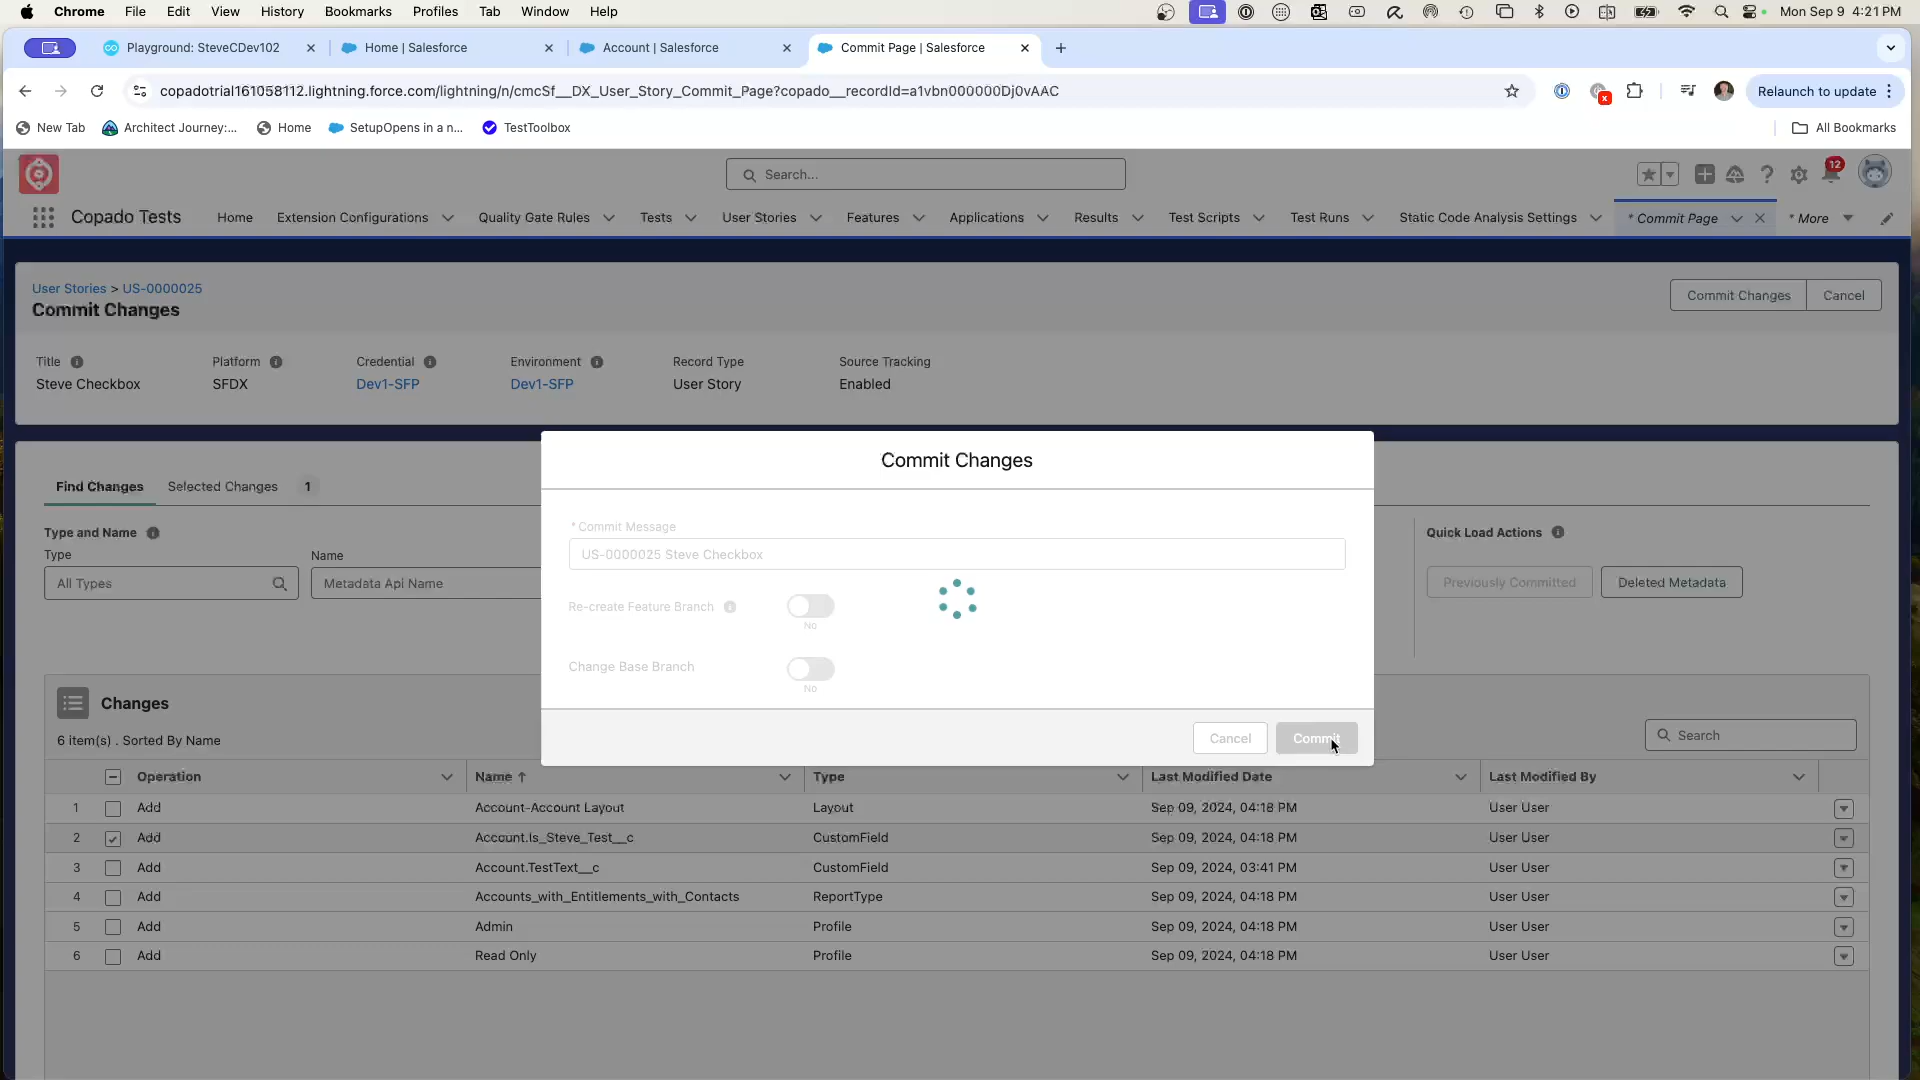 Chrome File Edit View History Bookmarks Profiles Tab Window Help Mon Sep 9 4:21 PM
Playground: SteveCDev102 Home | Salesforce Account | Salesforce Commit Page | Salesforce
copadotrial161058112.lightning.force.com/lightning/n/cmcSf__DX_User_Story_Commit_Page?copado__recordId=a1vbn000000Dj0vAAC Relaunch to update
New Tab Architect Journey:... Home SetupOpens in a n... TestToolbox All Bookmarks
Search... 12
Copado Tests Home Extension Configurations Quality Gate Rules Tests User Stories Features Applications Results Test Scripts Test Runs Static Code Analysis Settings * Commit Page * More
User Stories > US-0000025
Commit Changes Commit Changes Cancel
Title Platform Credential Environment Record Type Source Tracking
Steve Checkbox SFDX Dev1-SFP Dev1-SFP User Story Enabled
Commit Changes
Find Changes Selected Changes 1
* Commit Message
Type and Name Quick Load Actions
Type Name
US-0000025 Steve Checkbox
All Types Metadata Api Name Previously Committed Deleted Metadata
Re-create Feature Branch No
Change Base Branch No
Changes
Cancel Commit
6 item(s) . Sorted By Name Search
Operation Name Type Last Modified Date Last Modified By
1 Add Account-Account Layout Layout Sep 09, 2024, 04:18 PM User User
2 Add Account.Is_Steve_Test__c CustomField Sep 09, 2024, 04:18 PM User User
3 Add Account.TestText__c CustomField Sep 09, 2024, 03:41 PM User User
4 Add Accounts_with_Entitlements_with_Contacts ReportType Sep 09, 2024, 04:18 PM User User
5 Add Admin Profile Sep 09, 2024, 04:18 PM User User
6 Add Read Only Profile Sep 09, 2024, 04:18 PM User User